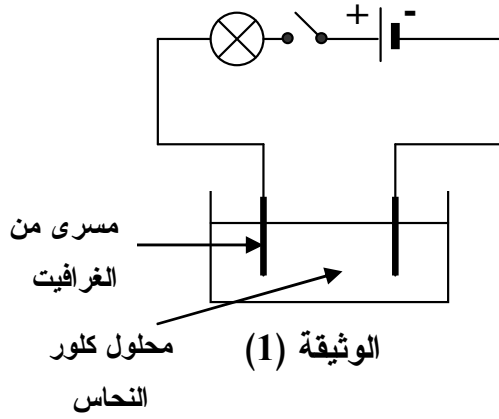 + -
مسرى من
الغرافيت
محلول كلور
النحاس
الوثيقة (1)